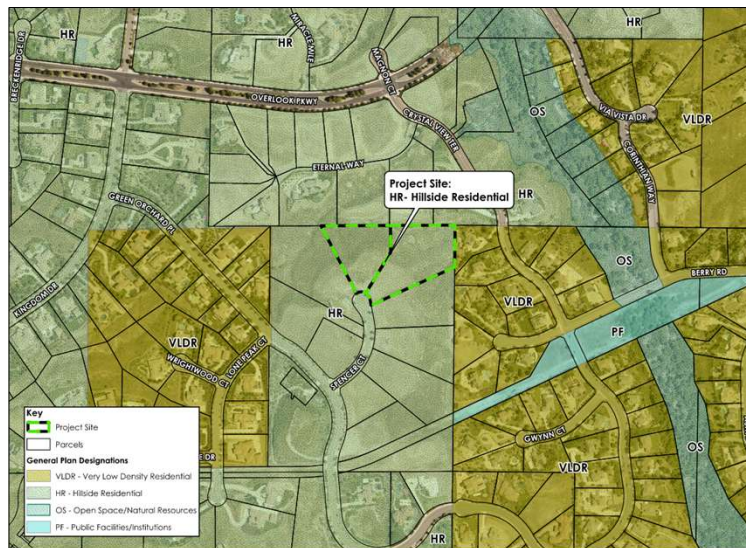 HR
HR
HR
BRECKENRIDGE DR
MIRACLE MILE
MAGNON CT
OVERLOOK PKWY
CRYSTAL VIEW TER
OS
VIA VISTA DR
VLDR
CORINTHIAN WAY
ETERNAL WAY
Project Site:
HR- Hillside Residential
HR
GREEN ORCHARD PL
OS
BERRY RD
KINGDOM DR
VLDR
HR
VLDR
PF
WRIGHTWOOD CT
LONE PEAK CT
SPENCER CT
GWYNN CT
OS
VLDR
E DR
HR
Key
Project Site
Parcels
General Plan Designations
VLDR - Very Low Density Residential
HR - Hillside Residential
OS - Open Space/Natural Resources
PF - Public Facilities/Institutions